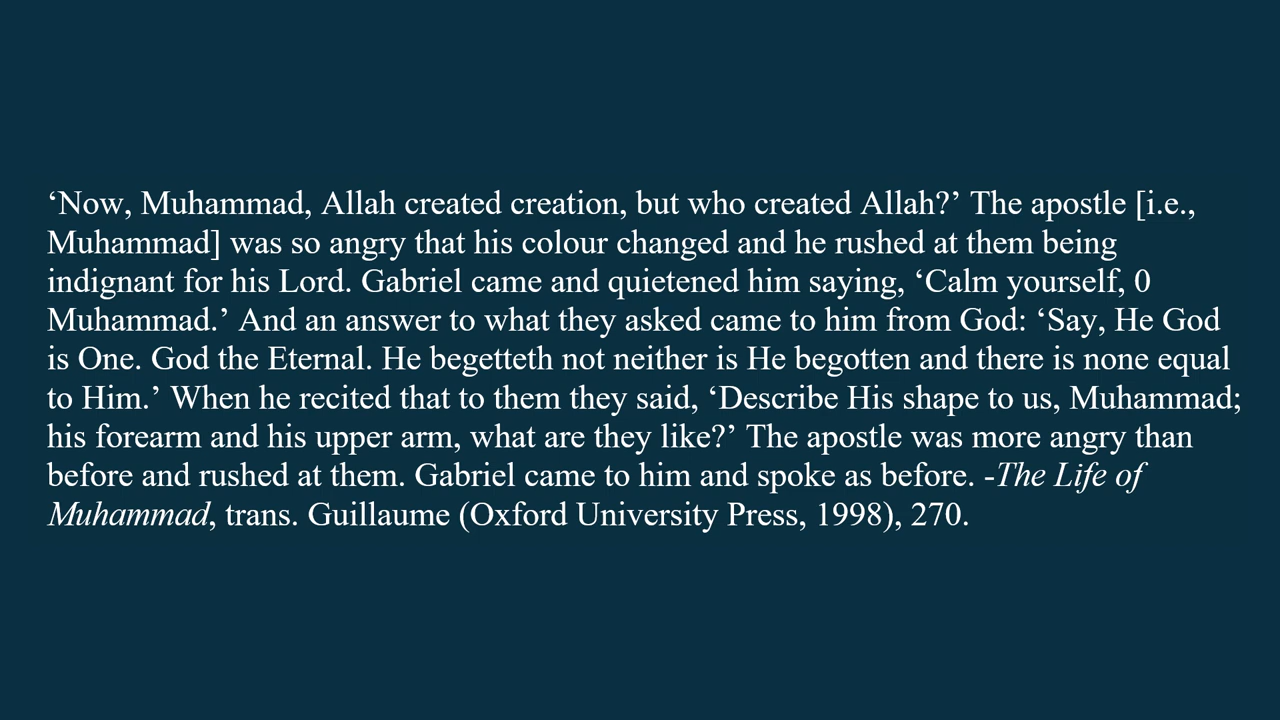 ‘Now, Muhammad, Allah created creation, but who created Allah?’ The apostle [i.e.,
Muhammad] was so angry that his colour changed and he rushed at them being
indignant for his Lord. Gabriel came and quietened him saying, ‘Calm yourself, 0
Muhammad.’ And an answer to what they asked came to him from God: ‘Say, He God
is One. God the Eternal. He begetteth not neither is He begotten and there is none equal
to Him.’ When he recited that to them they said, ‘Describe His shape to us, Muhammad;
his forearm and his upper arm, what are they like?’ The apostle was more angry than
before and rushed at them. Gabriel came to him and spoke as before. -The Life of
Muhammad, trans. Guillaume (Oxford University Press, 1998), 270.